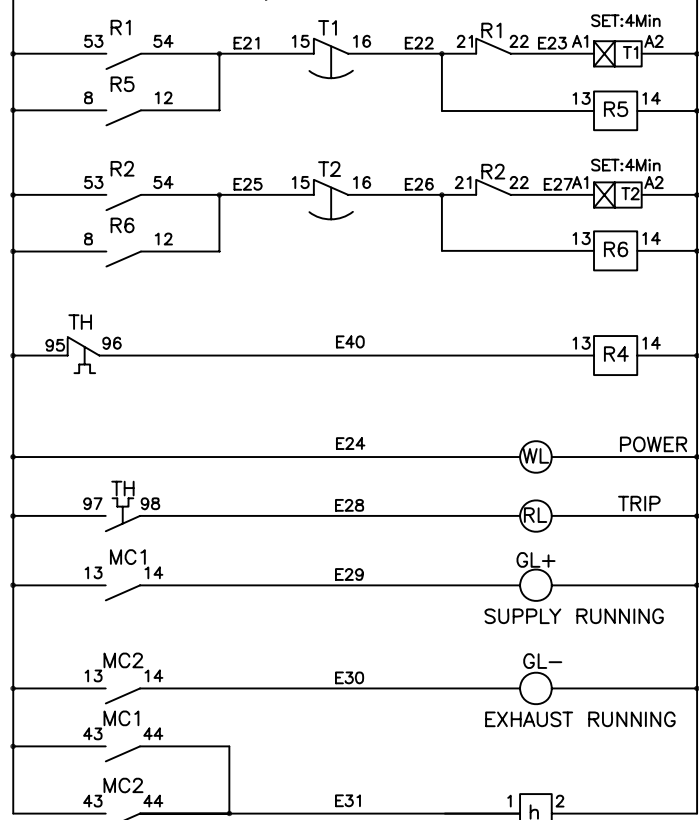 SET:4Min
R1 T1 R1
53 54 E21 15 16 E22 21 22 E23 A1 T1 A2
R5
8 12 13 R5 14
SET:4Min
R2 T2 R2
53 54 E25 15 16 E26 21 22 E27 A1 T2 A2
R6
8 12 13 R6 14
TH
95 96 E40 13 R4 14
E24 WL POWER
TH
97 98 E28 RL TRIP
MC1 GL+
13 14 E29
SUPPLY RUNNING
MC2 GL−
13 14 E30
EXHAUST RUNNING
MC1
43 44
MC2
43 44 E31 1 h 2